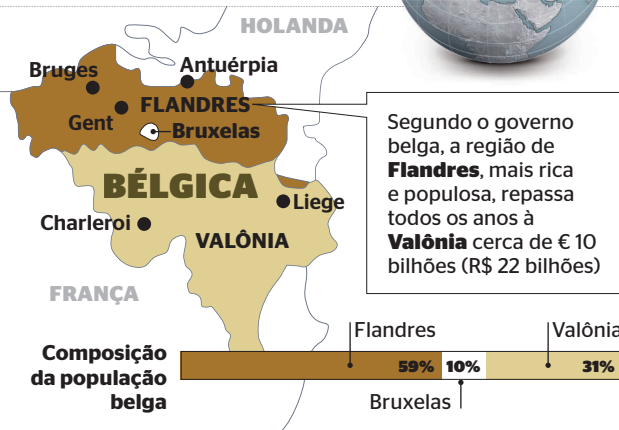 HOLANDA
Bruges
Antuérpia
FLANDRES
Gent
Bruxelas
BÉLGICA
Liege
Charleroi
VALÔNIA
FRANÇA
Segundo o governo
belga, a região de
Flandres, mais rica
e populosa, repassa
todos os anos à
Valônia cerca de € 10
bilhões (R$ 22 bilhões)
Composição
da população
belga
Flandres
Valônia
59%
10%
31%
Bruxelas